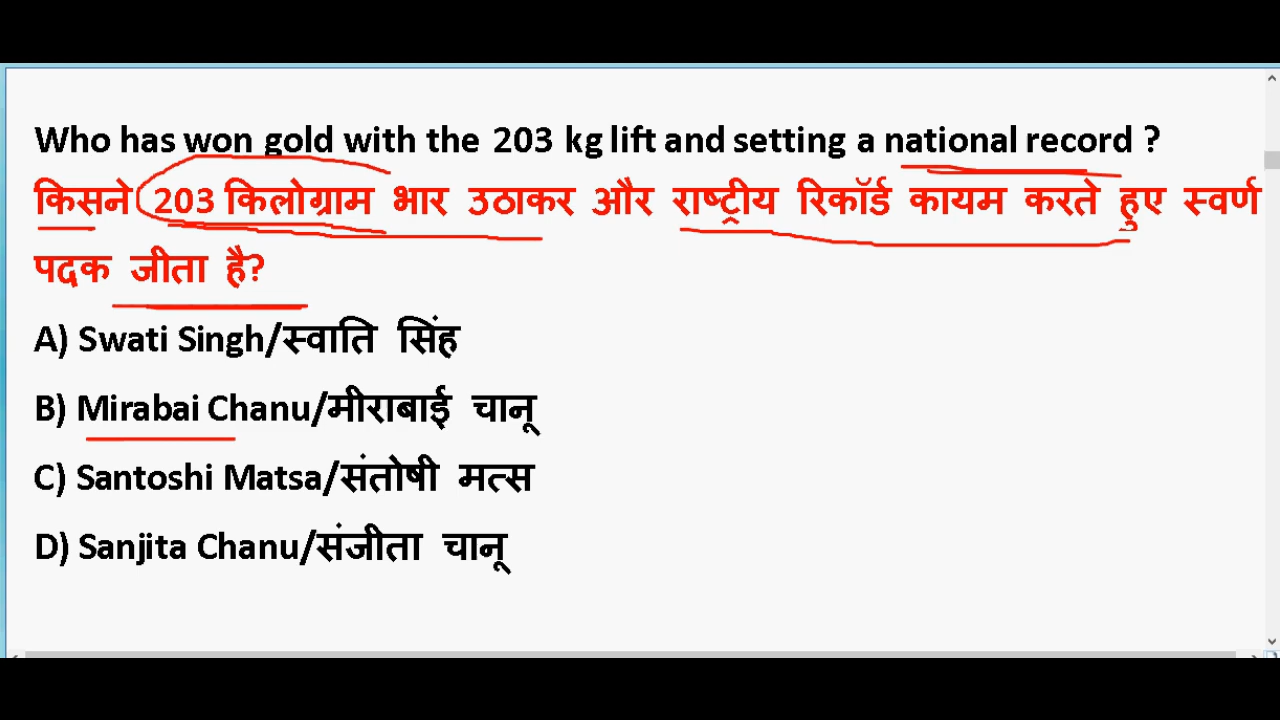 Who has won gold with the 203 kg lift and setting a national record ?
किसने 203 किलोग्राम भार उठाकर और राष्ट्रीय रिकॉर्ड कायम करते हुए स्वर्ण
पदक जीता है?
A) Swati Singh/स्वाति सिंह
B) Mirabai Chanu/मीराबाई चानू
C) Santoshi Matsa/संतोषी मत्स
D) Sanjita Chanu/संजीता चानू